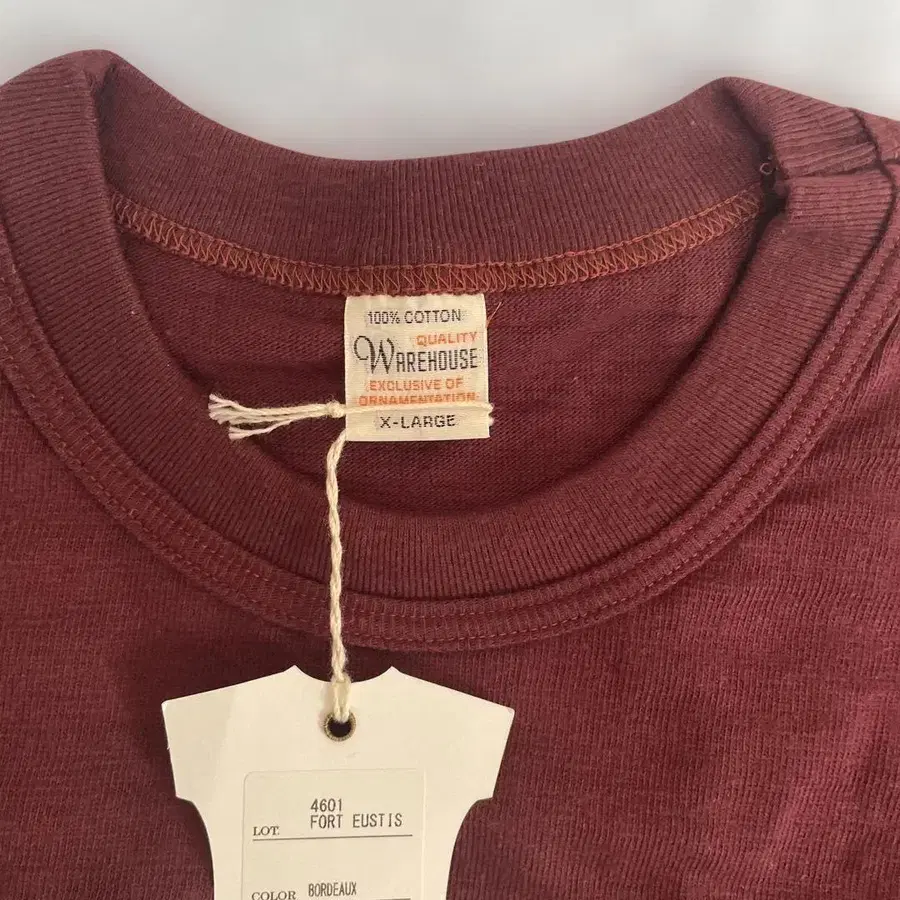 100% COTTON
QUALITY
WAREHOUSE
EXCLUSIVE OF
ORNAMENTATION
X-LARGE
4601
LOT. FORT EUSTIS
COLOR BORDEAUX